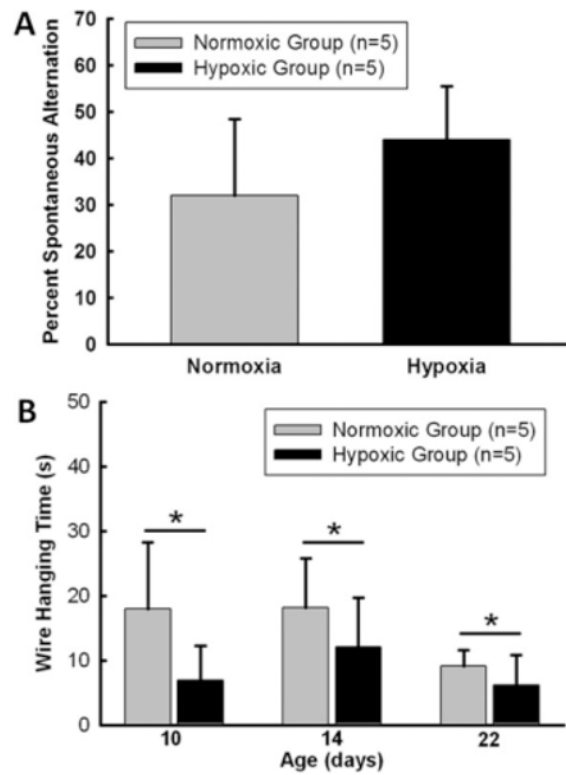 A
Percent Spontaneous Alternation
70
60
50
40
30
20
10
0
Normoxic Group (n=5)
Hypoxic Group (n=5)
Normoxia Hypoxia
B
Wire Hanging Time (s)
50
40
30
20
10
0
Normoxic Group (n=5)
Hypoxic Group (n=5)
* * *
10 14 22
Age (days)